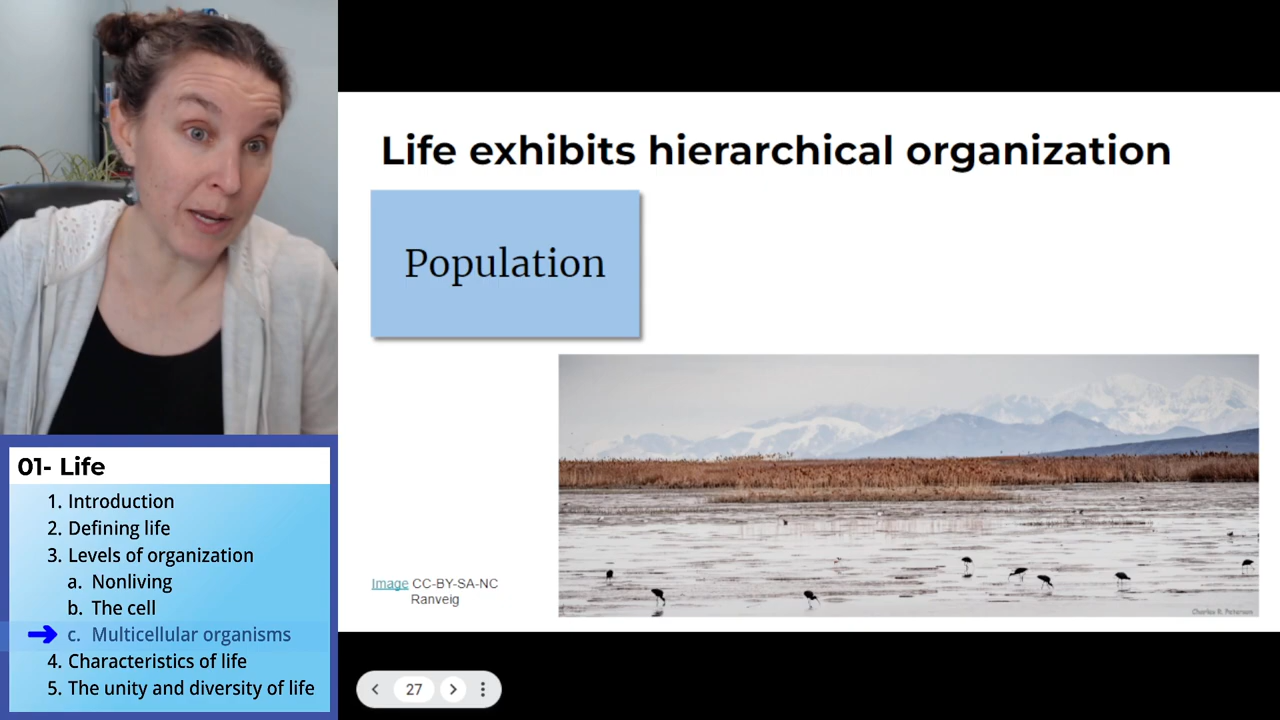 Life exhibits hierarchical organization
Population
Image CC-BY-SA-NC
Ranveig
Charles R. Peterson
01- Life
1. Introduction
2. Defining life
3. Levels of organization
a. Nonliving
b. The cell
c. Multicellular organisms
4. Characteristics of life
5. The unity and diversity of life
27